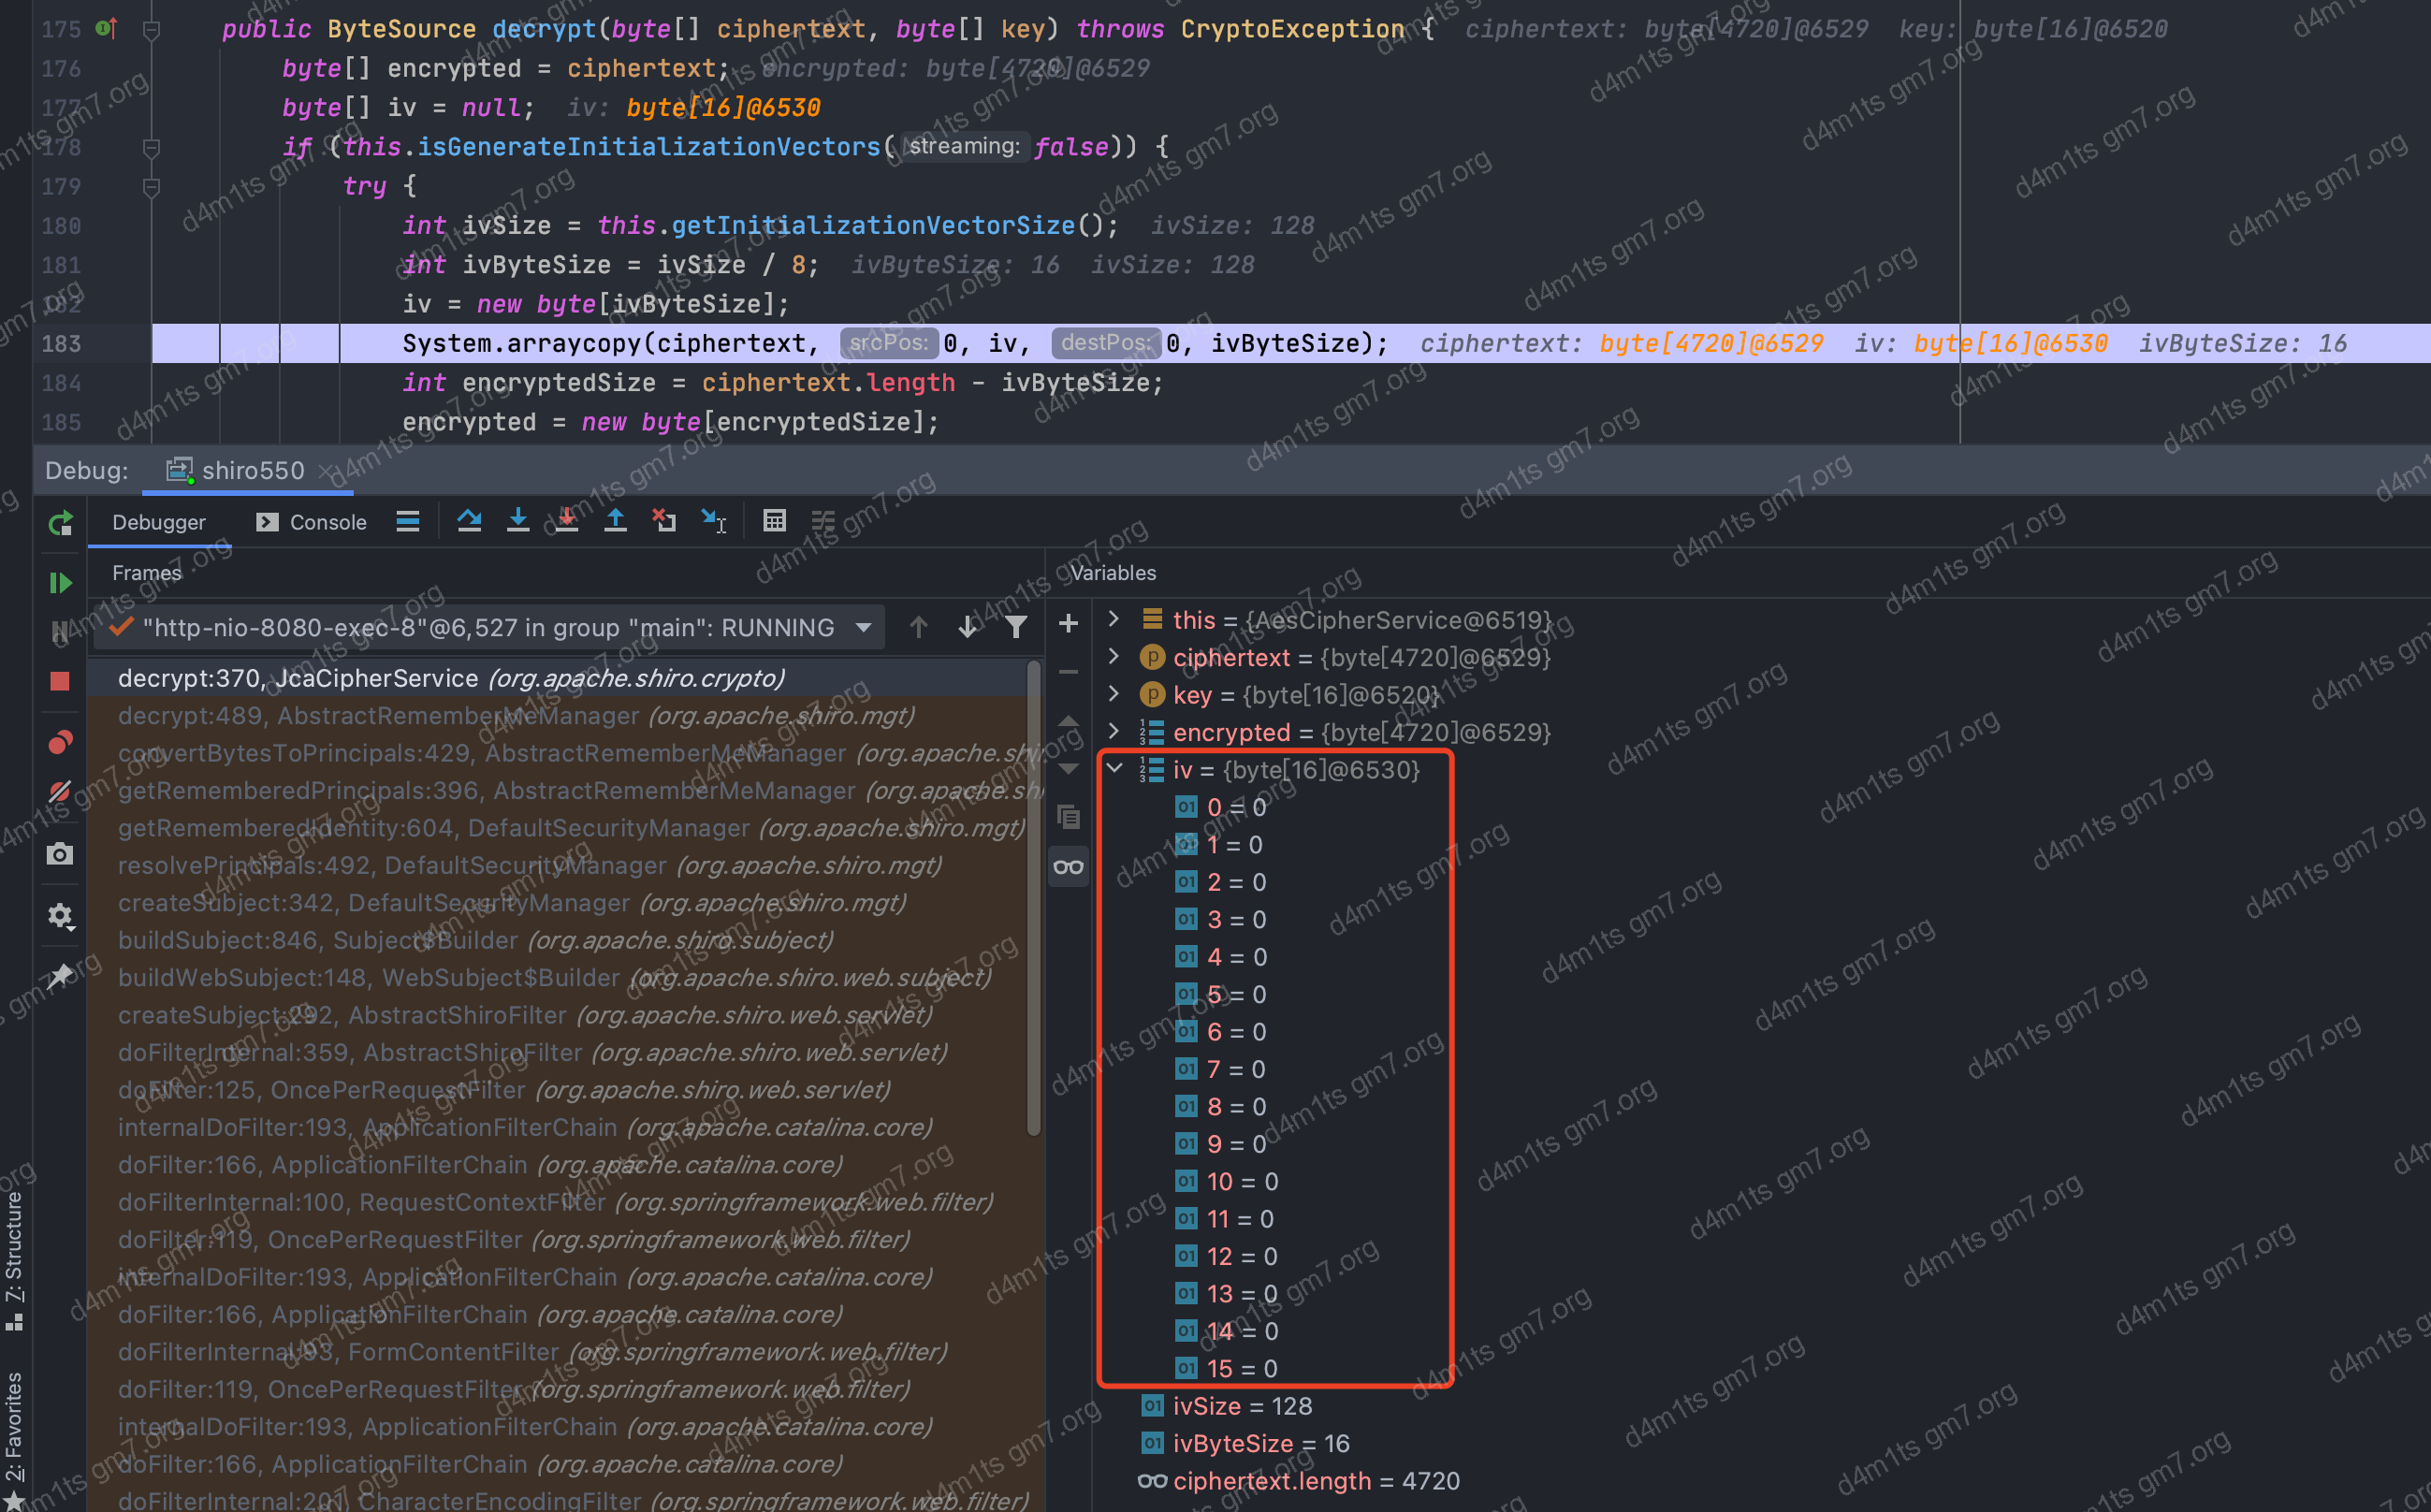 175 public ByteSource decrypt(byte[] ciphertext, byte[] key) throws CryptoException { ciphertext: byte[4720]@6529 key: byte[16]@6520
176 byte[] encrypted = ciphertext; encrypted: byte[4720]@6529
177 byte[] iv = null; iv: byte[16]@6530
178 if (this.isGenerateInitializationVectors( streaming: false)) {
179 try {
180 int ivSize = this.getInitializationVectorSize(); ivSize: 128
181 int ivByteSize = ivSize / 8; ivByteSize: 16 ivSize: 128
182 iv = new byte[ivByteSize];
183 System.arraycopy(ciphertext, srcPos: 0, iv, destPos: 0, ivByteSize); ciphertext: byte[4720]@6529 iv: byte[16]@6530 ivByteSize: 16
184 int encryptedSize = ciphertext.length - ivByteSize;
185 encrypted = new byte[encryptedSize];
Debug: shiro550
Debugger Console
Frames
"http-nio-8080-exec-8"@6,527 in group "main": RUNNING
decrypt:370, JcaCipherService (org.apache.shiro.crypto)
decrypt:489, AbstractRememberMeManager (org.apache.shiro.mgt)
convertBytesToPrincipals:429, AbstractRememberMeManager (org.apache.shi
getRememberedPrincipals:396, AbstractRememberMeManager (org.apache.shi
getRememberedIdentity:604, DefaultSecurityManager (org.apache.shiro.mgt)
resolvePrincipals:492, DefaultSecurityManager (org.apache.shiro.mgt)
createSubject:342, DefaultSecurityManager (org.apache.shiro.mgt)
buildSubject:846, Subject$Builder (org.apache.shiro.subject)
buildWebSubject:148, WebSubject$Builder (org.apache.shiro.web.subject)
createSubject:292, AbstractShiroFilter (org.apache.shiro.web.servlet)
doFilterInternal:359, AbstractShiroFilter (org.apache.shiro.web.servlet)
doFilter:125, OncePerRequestFilter (org.apache.shiro.web.servlet)
internalDoFilter:193, ApplicationFilterChain (org.apache.catalina.core)
doFilter:166, ApplicationFilterChain (org.apache.catalina.core)
doFilterInternal:100, RequestContextFilter (org.springframework.web.filter)
doFilter:119, OncePerRequestFilter (org.springframework.web.filter)
internalDoFilter:193, ApplicationFilterChain (org.apache.catalina.core)
doFilter:166, ApplicationFilterChain (org.apache.catalina.core)
doFilterInternal:93, FormContentFilter (org.springframework.web.filter)
doFilter:119, OncePerRequestFilter (org.springframework.web.filter)
internalDoFilter:193, ApplicationFilterChain (org.apache.catalina.core)
doFilter:166, ApplicationFilterChain (org.apache.catalina.core)
doFilterInternal:201, CharacterEncodingFilter (org.springframework.web.filter)
Variables
this = {AesCipherService@6519}
ciphertext = {byte[4720]@6529}
key = {byte[16]@6520}
encrypted = {byte[4720]@6529}
iv = {byte[16]@6530}
0 = 0
1 = 0
2 = 0
3 = 0
4 = 0
5 = 0
6 = 0
7 = 0
8 = 0
9 = 0
10 = 0
11 = 0
12 = 0
13 = 0
14 = 0
15 = 0
ivSize = 128
ivByteSize = 16
ciphertext.length = 4720
Z: Structure
2: Favorites
d4m1ts gm7.org